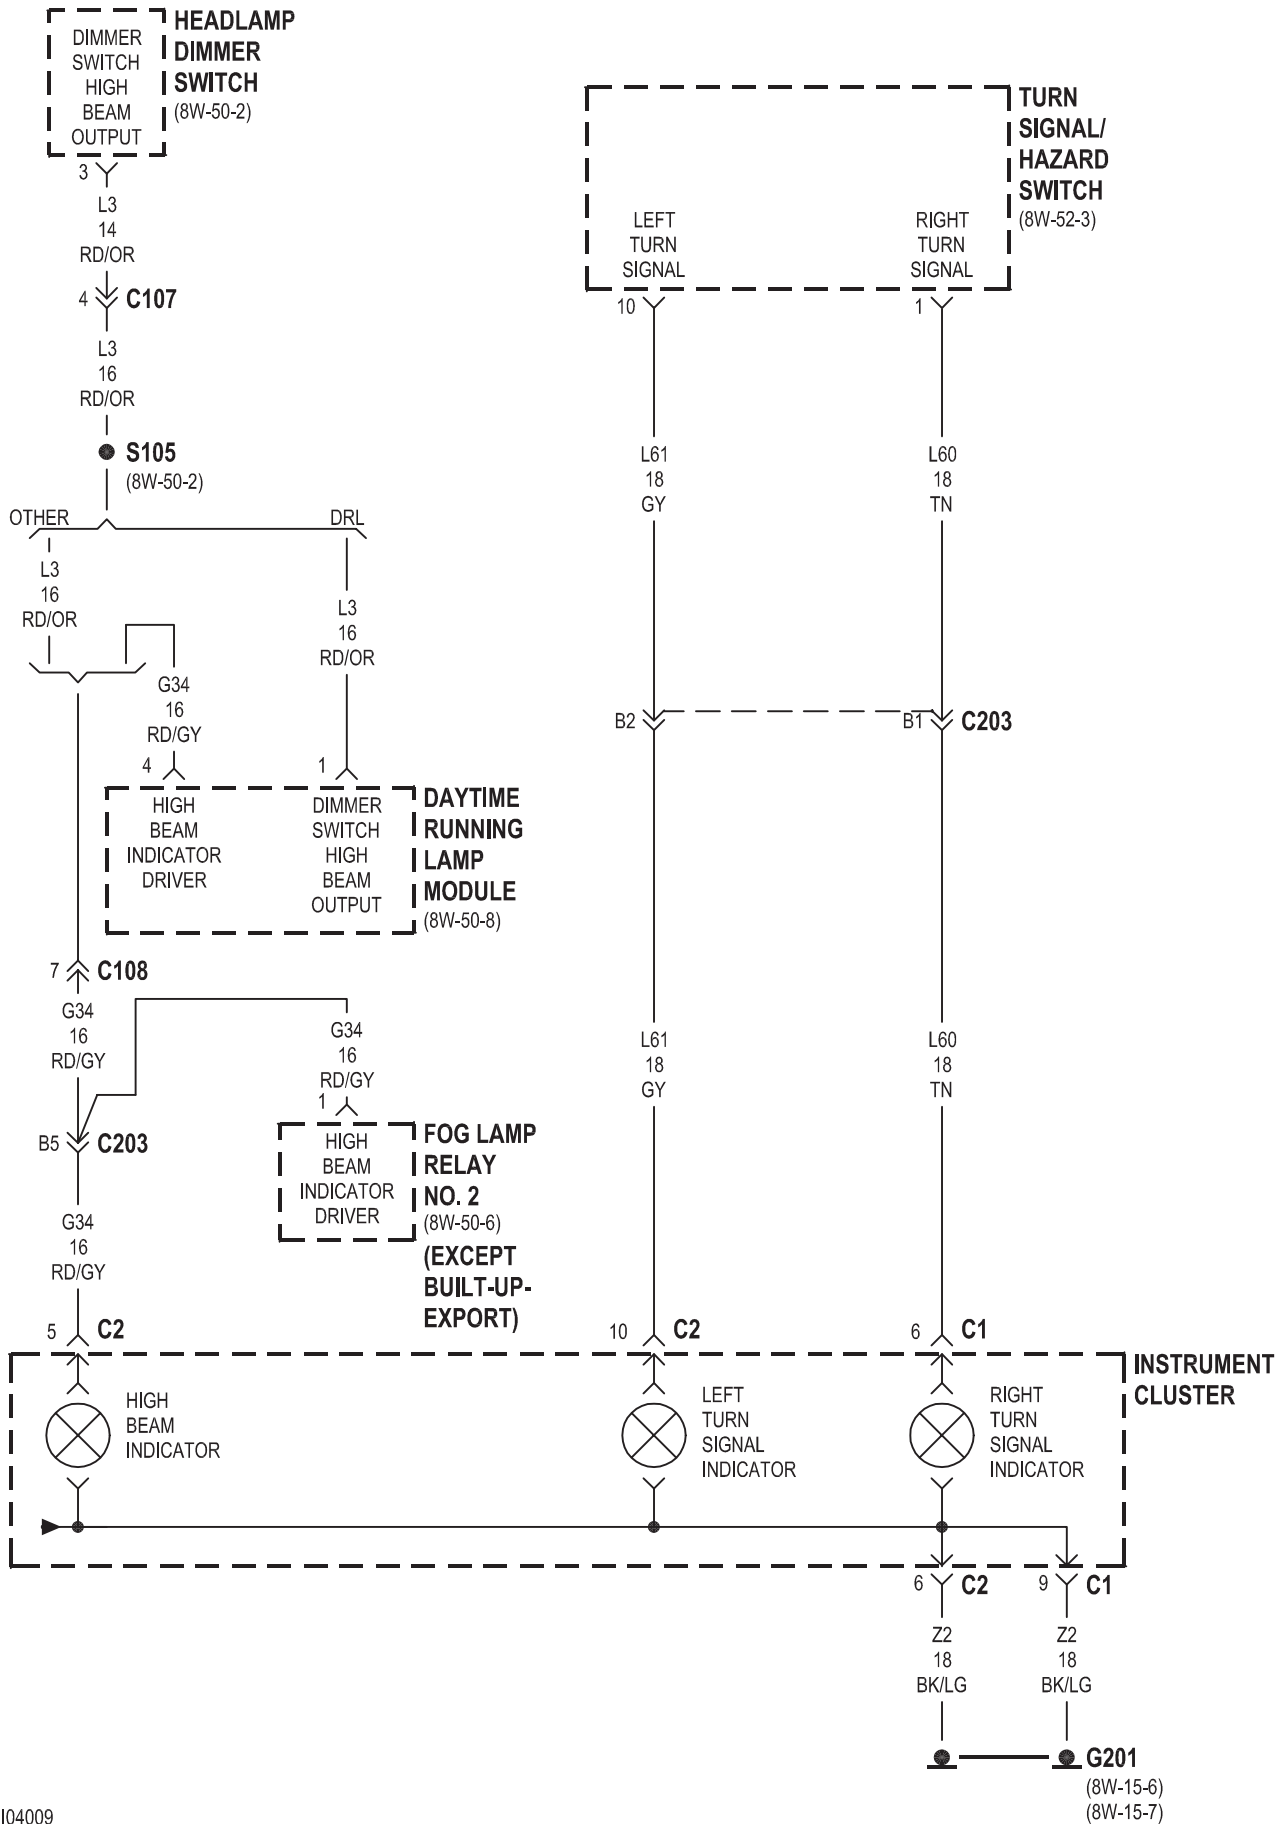 HEADLAMP
DIMMER
SWITCH
(8W-50-2)
DIMMER
SWITCH
HIGH
BEAM
OUTPUT
3
L3
14
RD/OR
4
C107
L3
16
RD/OR
S105
(8W-50-2)
OTHER
DRL
L3
16
RD/OR
L3
16
RD/OR
G34
16
RD/GY
4
1
HIGH
BEAM
INDICATOR
DRIVER
DIMMER
SWITCH
HIGH
BEAM
OUTPUT
DAYTIME
RUNNING
LAMP
MODULE
(8W-50-8)
7
C108
G34
16
RD/GY
G34
16
RD/GY
1
B5
C203
HIGH
BEAM
INDICATOR
DRIVER
FOG LAMP
RELAY
NO. 2
(8W-50-6)
(EXCEPT
BUILT-UP-
EXPORT)
G34
16
RD/GY
5
C2
TURN
SIGNAL/
HAZARD
SWITCH
(8W-52-3)
LEFT
TURN
SIGNAL
RIGHT
TURN
SIGNAL
10
1
L61
18
GY
L60
18
TN
B2
B1
C203
L61
18
GY
L60
18
TN
10
C2
6
C1
INSTRUMENT
CLUSTER
HIGH
BEAM
INDICATOR
LEFT
TURN
SIGNAL
INDICATOR
RIGHT
TURN
SIGNAL
INDICATOR
6
C2
9
C1
Z2
18
BK/LG
Z2
18
BK/LG
G201
(8W-15-6)
(8W-15-7)
I04009